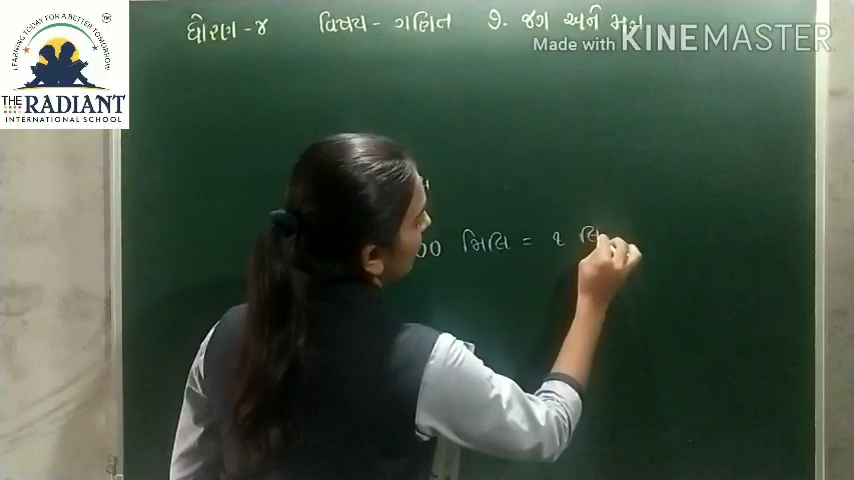 LEARNING TODAY FOR A BETTER TOMORROW
THE RADIANT
INTERNATIONAL SCHOOL
ધોરણ - ૪ વિષય - ગણિત ૭. જગ અને મગ
Made with KINEMASTER
00 મિલિ = ૧ લિ